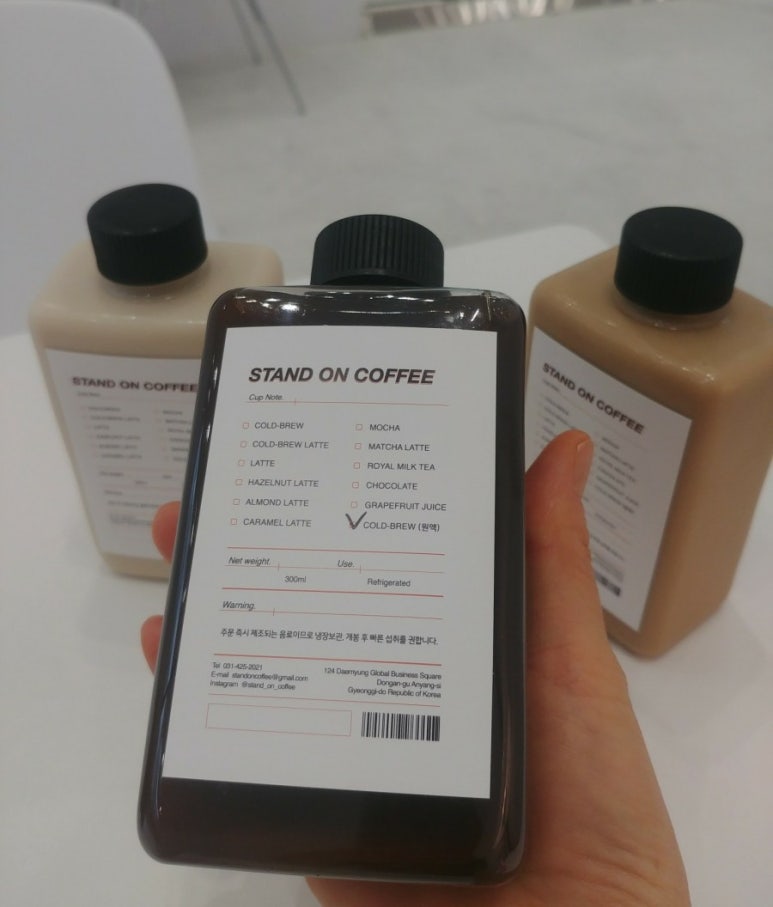 STAND ON COFFEE
Cup Note.
COLD-BREW
COLD-BREW LATTE
LATTE
HAZELNUT LATTE
ALMOND LATTE
CARAMEL LATTE
MOCHA
MATCHA LATTE
ROYAL MILK TEA
CHOCOLATE
GRAPEFRUIT JUICE
COLD-BREW (원액)
Net weight. Use.
300ml Refrigerated
Warning.
주문 즉시 제조되는 음료이므로 냉장보관, 개봉 후 빠른 섭취를 권합니다.
Tel 031-425-2021
E-mail standoncoffee@gmail.com
Instagram @stand_on_coffee
124 Daemyung Global Business Square
Dongan-gu Anyang-si
Gyeonggi-do Republic of Korea
STAND ON COFFEE
STAND ON COFFEE